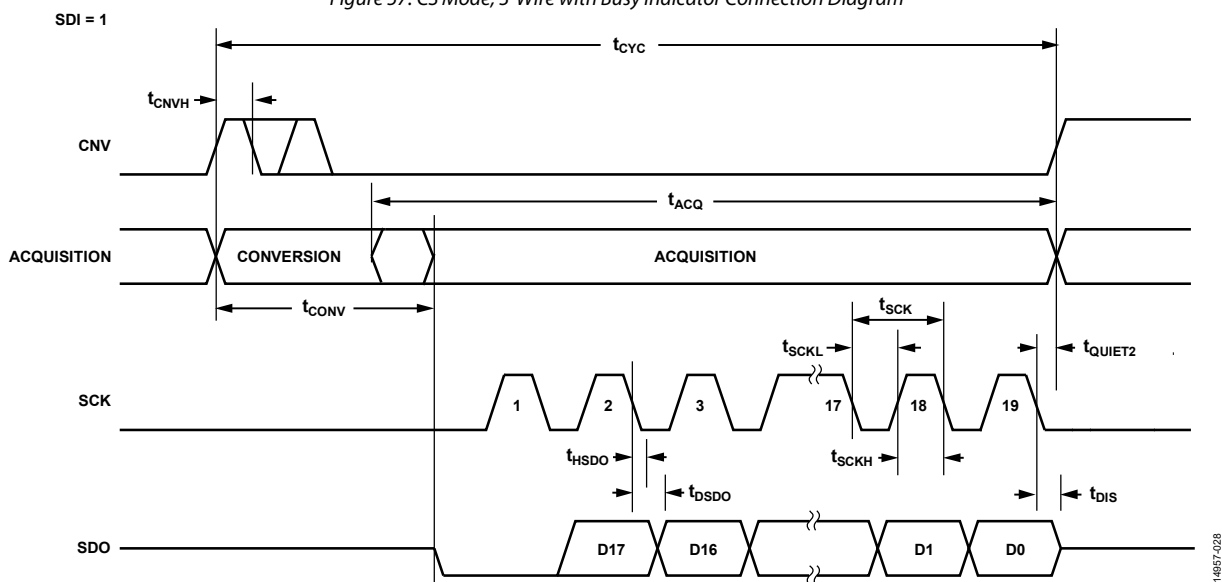 Figure 37. CS Mode, 3-Wire with Busy Indicator Connection Diagram
SDI = 1
tCYC
tCNVH
CNV
tACQ
ACQUISITION
CONVERSION
ACQUISITION
tCONV
tSCK
tSCKL
tQUIET2
SCK
1
2
3
17
18
19
tHSDO
tSCKH
tDSDO
tDIS
SDO
D17
D16
D1
D0
14957-028